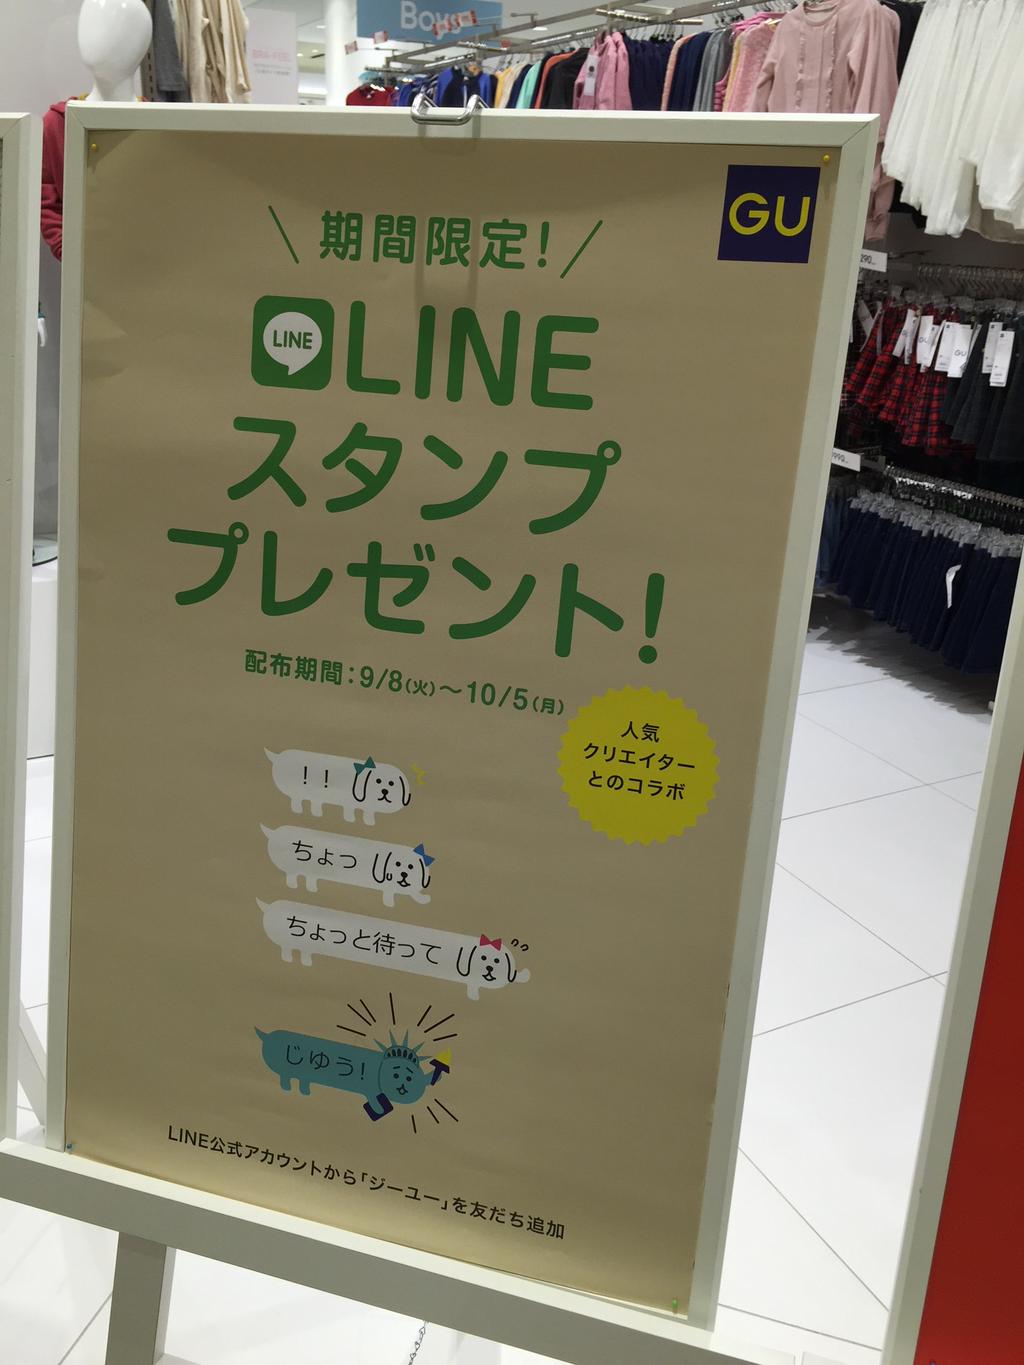 Boys
BRA-FEEL
GU
期間限定!
LINE
LINE
スタンプ
プレゼント!
配布期間:9/8(火)~10/5(月)
人気
クリエイター
とのコラボ
!!
ちょっ
ちょっと待って
じゆう!
LINE公式アカウントから「ジーユー」を友だち追加